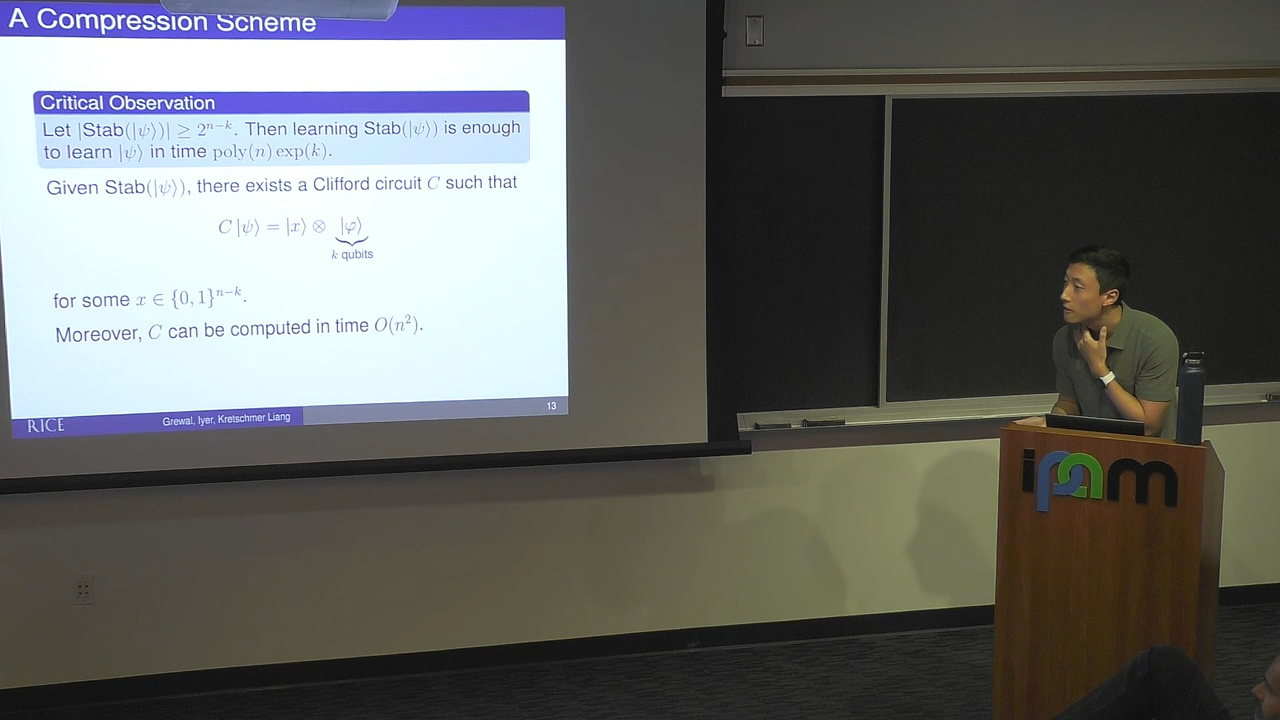 A Compression Scheme
Critical Observation
Let |Stab(|ψ⟩)| ≥ 2^{n−k}. Then learning Stab(|ψ⟩) is enough
to learn |ψ⟩ in time poly(n) exp(k).
Given Stab(|ψ⟩), there exists a Clifford circuit C such that
C|ψ⟩ = |x⟩ ⊗ |φ⟩
k qubits
for some x ∈ {0, 1}^{n−k}.
Moreover, C can be computed in time O(n²).
RICE
Grewal, Iyer, Kretschmer Liang
13
ipam